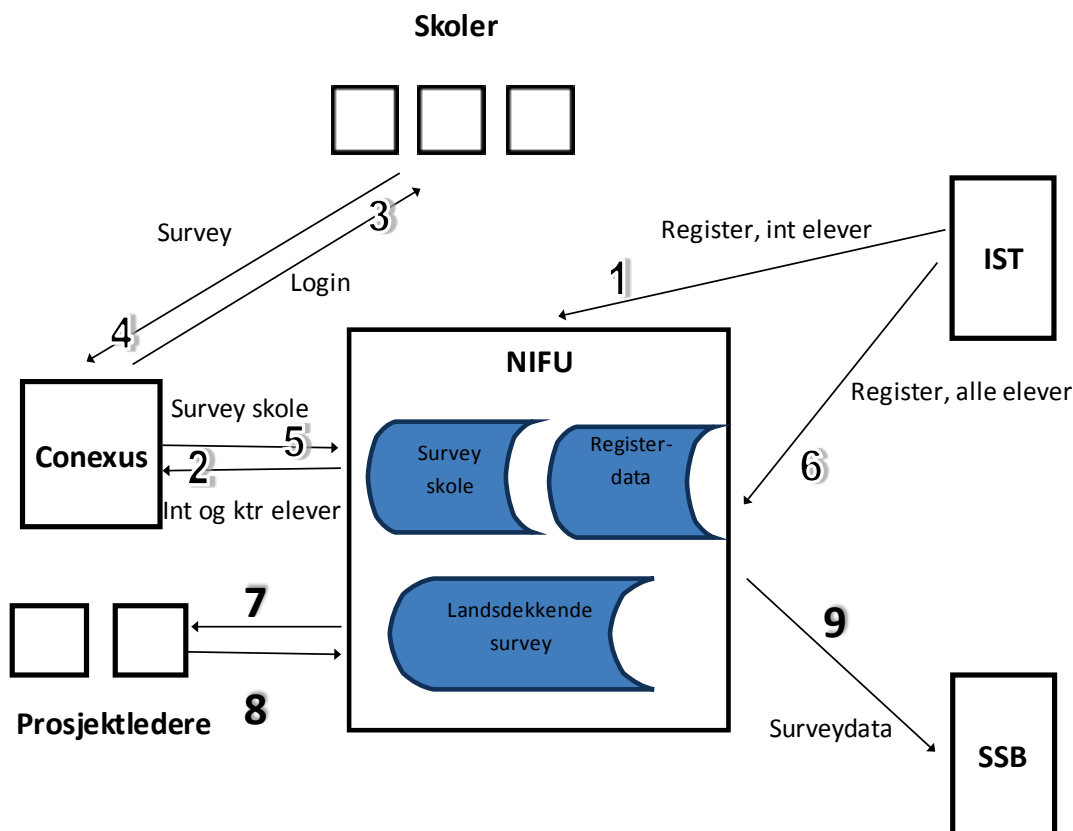 Skoler
3
Survey
Register, int elever
IST
1
Login
4
NIFU
Register, alle elever
Survey skole
Conexus
5
2
Survey
skole
Register-
data
6
Int og ktr elever
7
Landsdekkende
survey
9
8
Prosjektledere
Surveydata
SSB